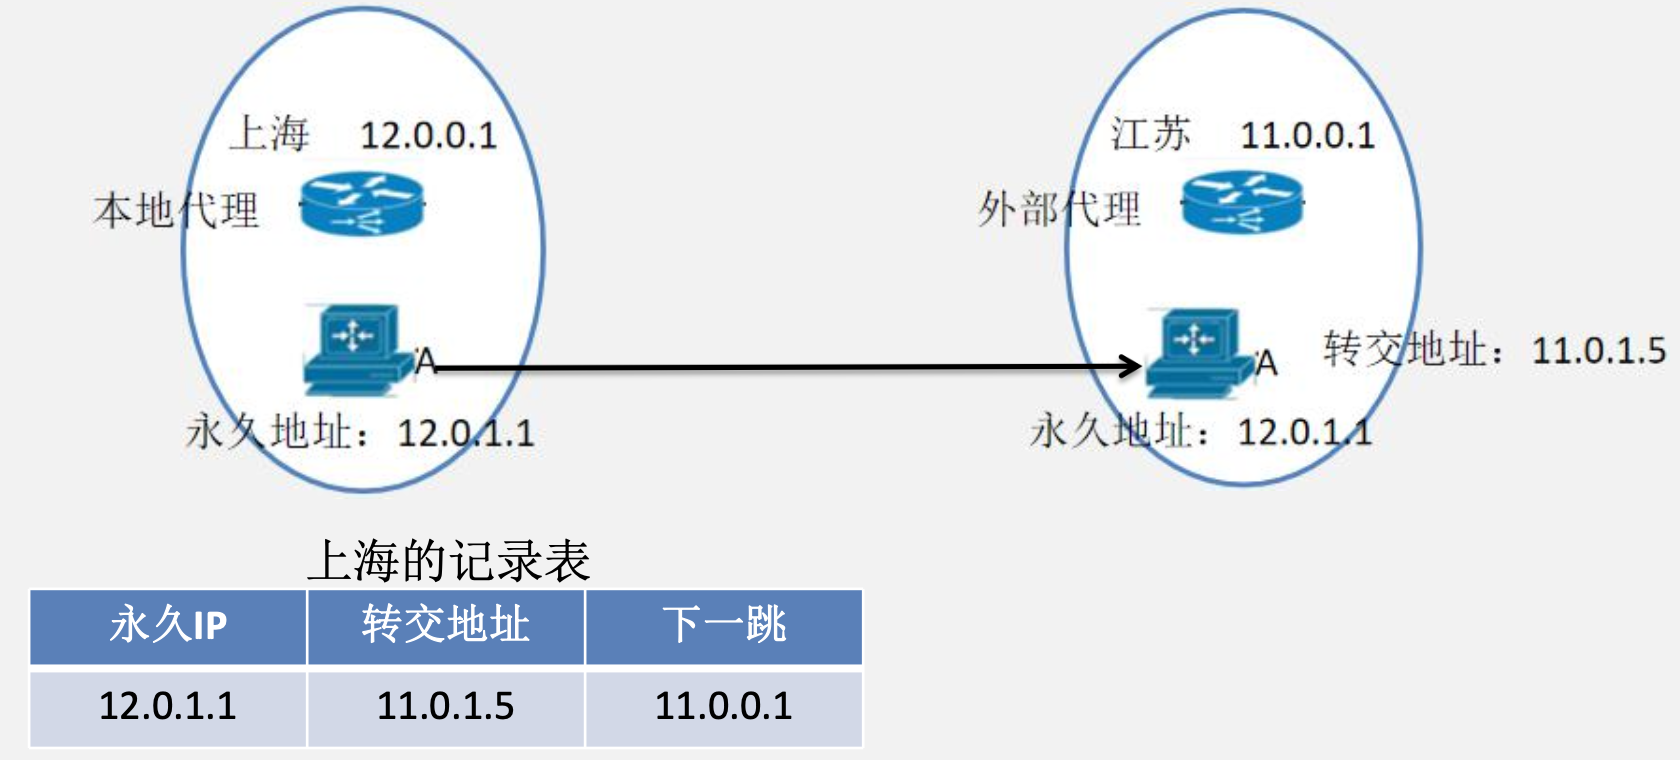 上海 12.0.0.1
本地代理
A
永久地址：12.0.1.1
江苏 11.0.0.1
外部代理
A
转交地址：11.0.1.5
永久地址：12.0.1.1
上海的记录表
永久IP 转交地址 下一跳
12.0.1.1 11.0.1.5 11.0.0.1